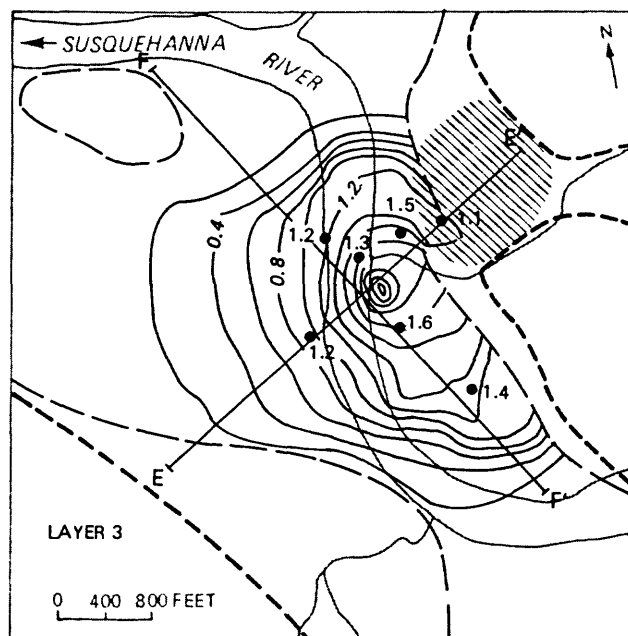 ← SUSQUEHANNA
RIVER
N
F
E'
1.2
1.5
1.1
1.2
1.3
0.4
0.8
1.6
1.2
1.4
E
F'
LAYER 3
0 400 800 FEET